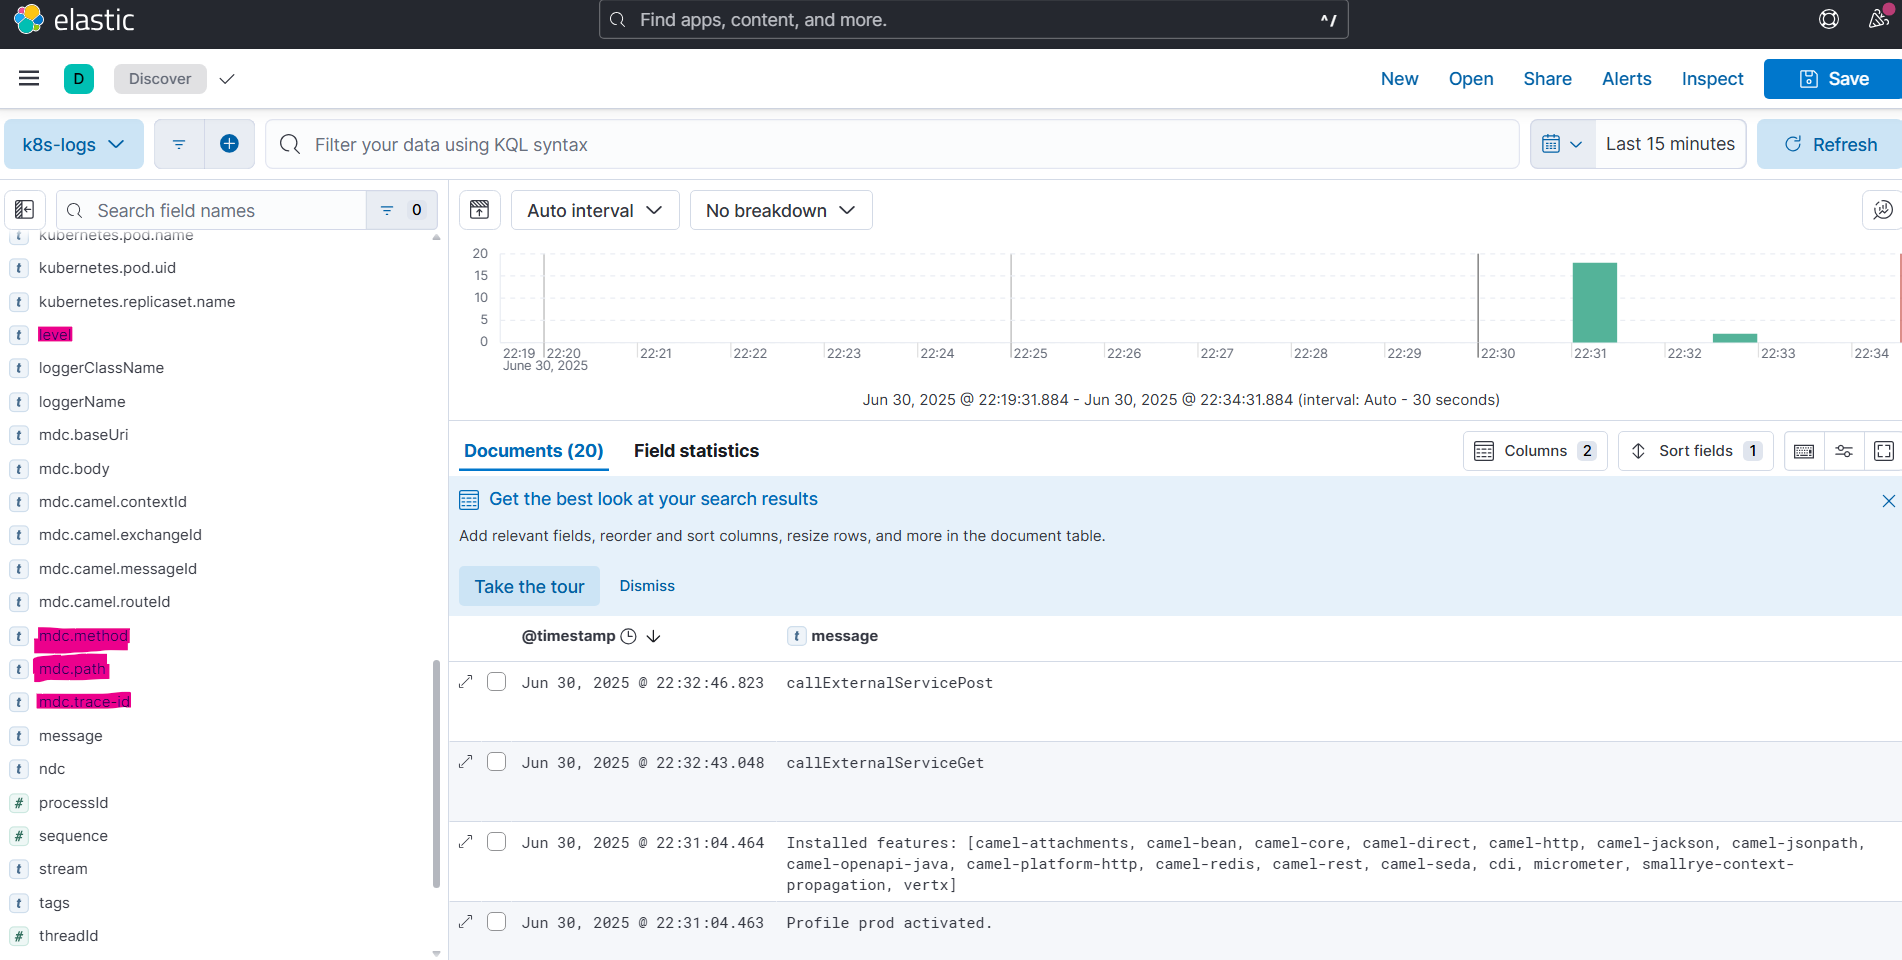 elastic
Find apps, content, and more.
^/
D
Discover
New
Open
Share
Alerts
Inspect
Save
k8s-logs
Filter your data using KQL syntax
Last 15 minutes
Refresh
Search field names
0
Auto interval
No breakdown
t kubernetes.pod.name
t kubernetes.pod.uid
t kubernetes.replicaset.name
t level
t loggerClassName
t loggerName
t mdc.baseUri
t mdc.body
t mdc.camel.contextId
t mdc.camel.exchangeId
t mdc.camel.messageId
t mdc.camel.routeId
t mdc.method
t mdc.path
t mdc.trace-id
t message
t ndc
# processId
# sequence
t stream
t tags
# threadId
20
15
10
5
0
22:19 22:20 22:21 22:22 22:23 22:24 22:25 22:26 22:27 22:28 22:29 22:30 22:31 22:32 22:33 22:34
June 30, 2025
Jun 30, 2025 @ 22:19:31.884 - Jun 30, 2025 @ 22:34:31.884 (interval: Auto - 30 seconds)
Documents (20)
Field statistics
Columns 2
Sort fields 1
Get the best look at your search results
Add relevant fields, reorder and sort columns, resize rows, and more in the document table.
Take the tour
Dismiss
@timestamp
t message
Jun 30, 2025 @ 22:32:46.823 callExternalServicePost
Jun 30, 2025 @ 22:32:43.048 callExternalServiceGet
Jun 30, 2025 @ 22:31:04.464 Installed features: [camel-attachments, camel-bean, camel-core, camel-direct, camel-http, camel-jackson, camel-jsonpath,
camel-openapi-java, camel-platform-http, camel-redis, camel-rest, camel-seda, cdi, micrometer, smallrye-context-
propagation, vertx]
Jun 30, 2025 @ 22:31:04.463 Profile prod activated.